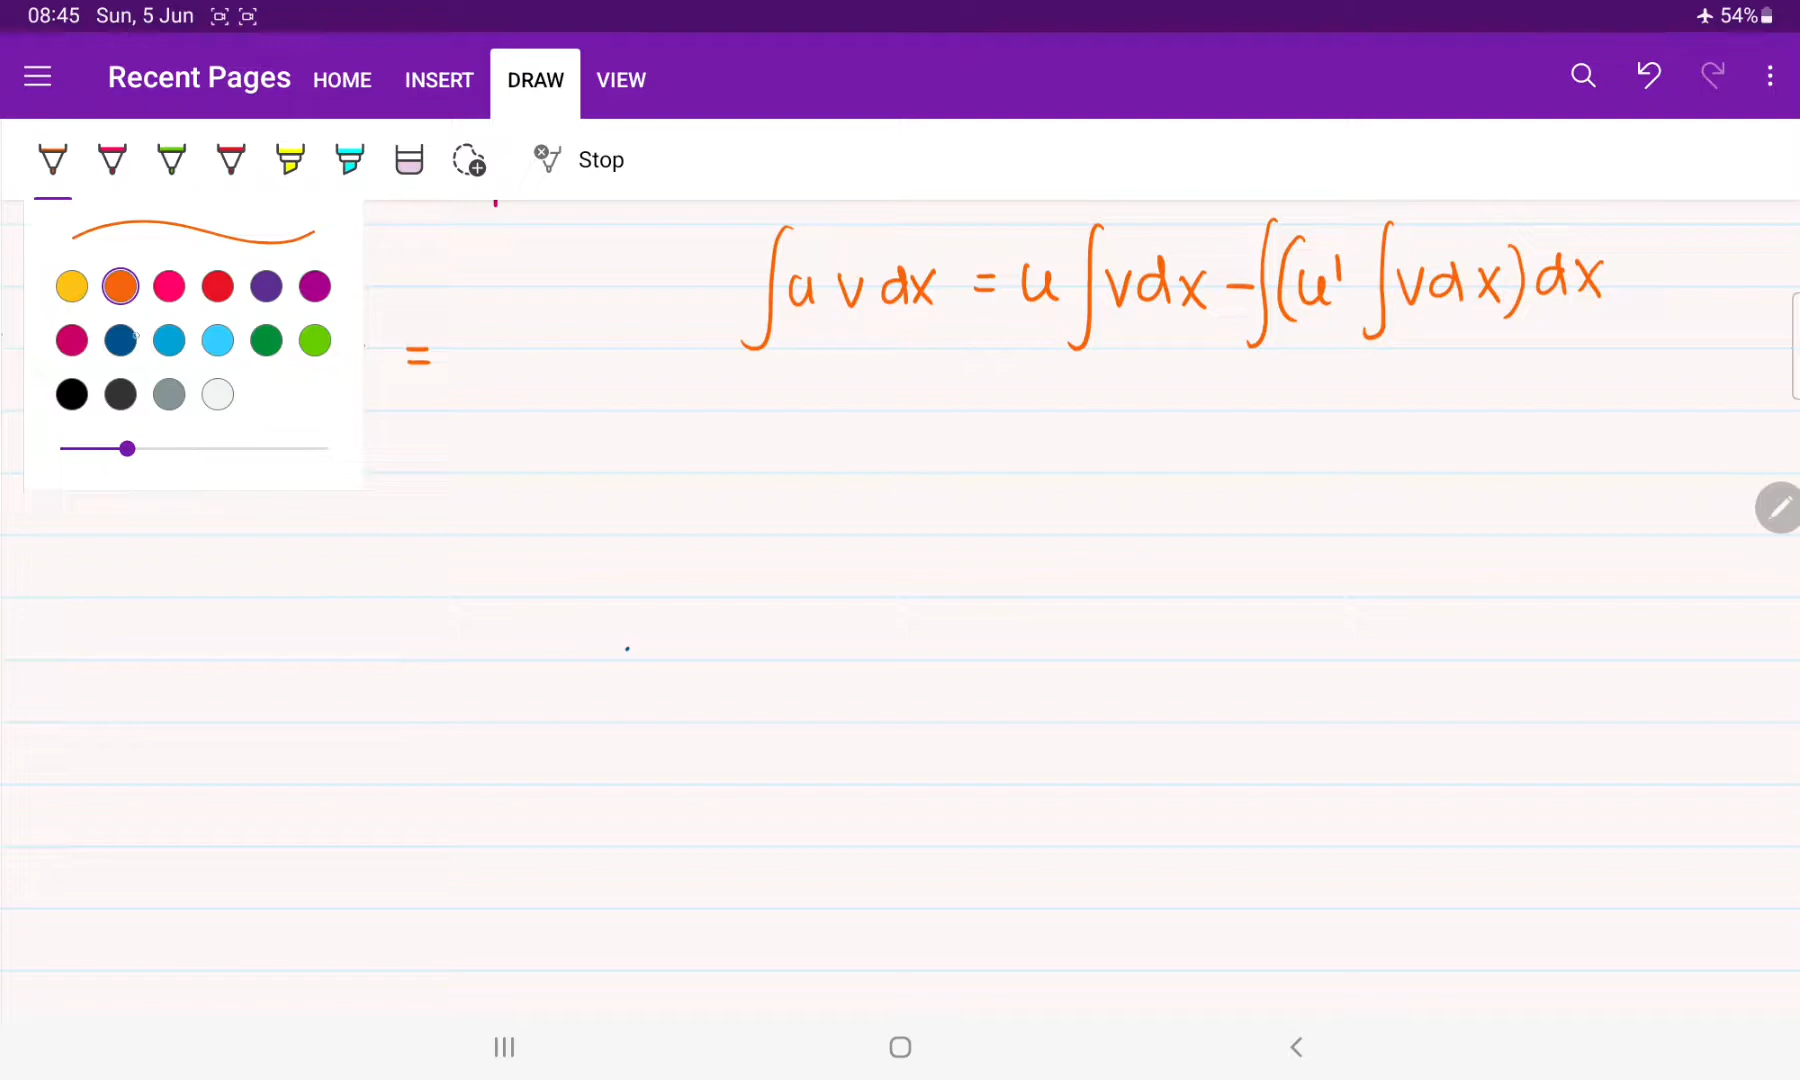 08:45 Sun, 5 Jun 54%
Recent Pages HOME INSERT DRAW VIEW
Stop
∫u v dx = u ∫vdx - ∫(u' ∫vdx) dx
=